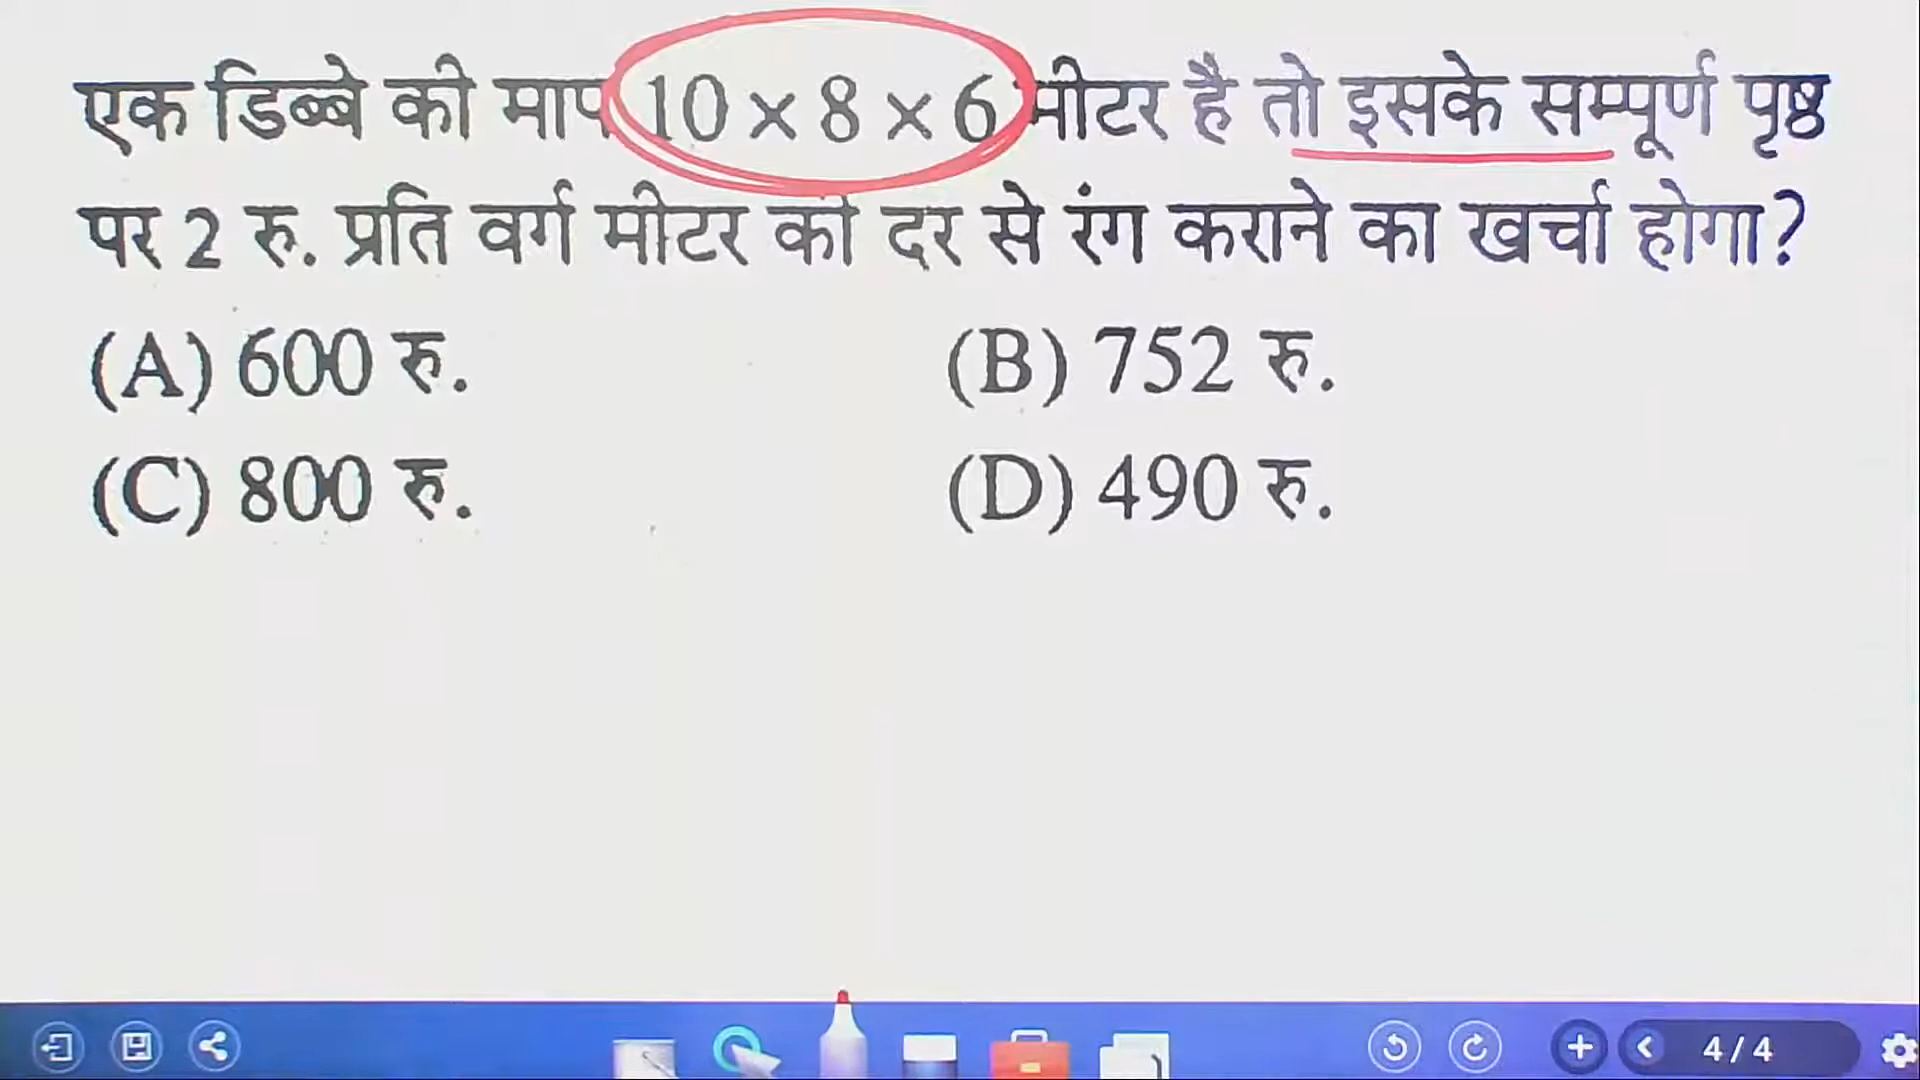 एक डिब्बे की माप 10 × 8 × 6 मीटर है तो इसके सम्पूर्ण पृष्ठ
पर 2 रु. प्रति वर्ग मीटर की दर से रंग कराने का खर्चा होगा?
(A) 600 रु. (B) 752 रु.
(C) 800 रु. (D) 490 रु.
4 / 4